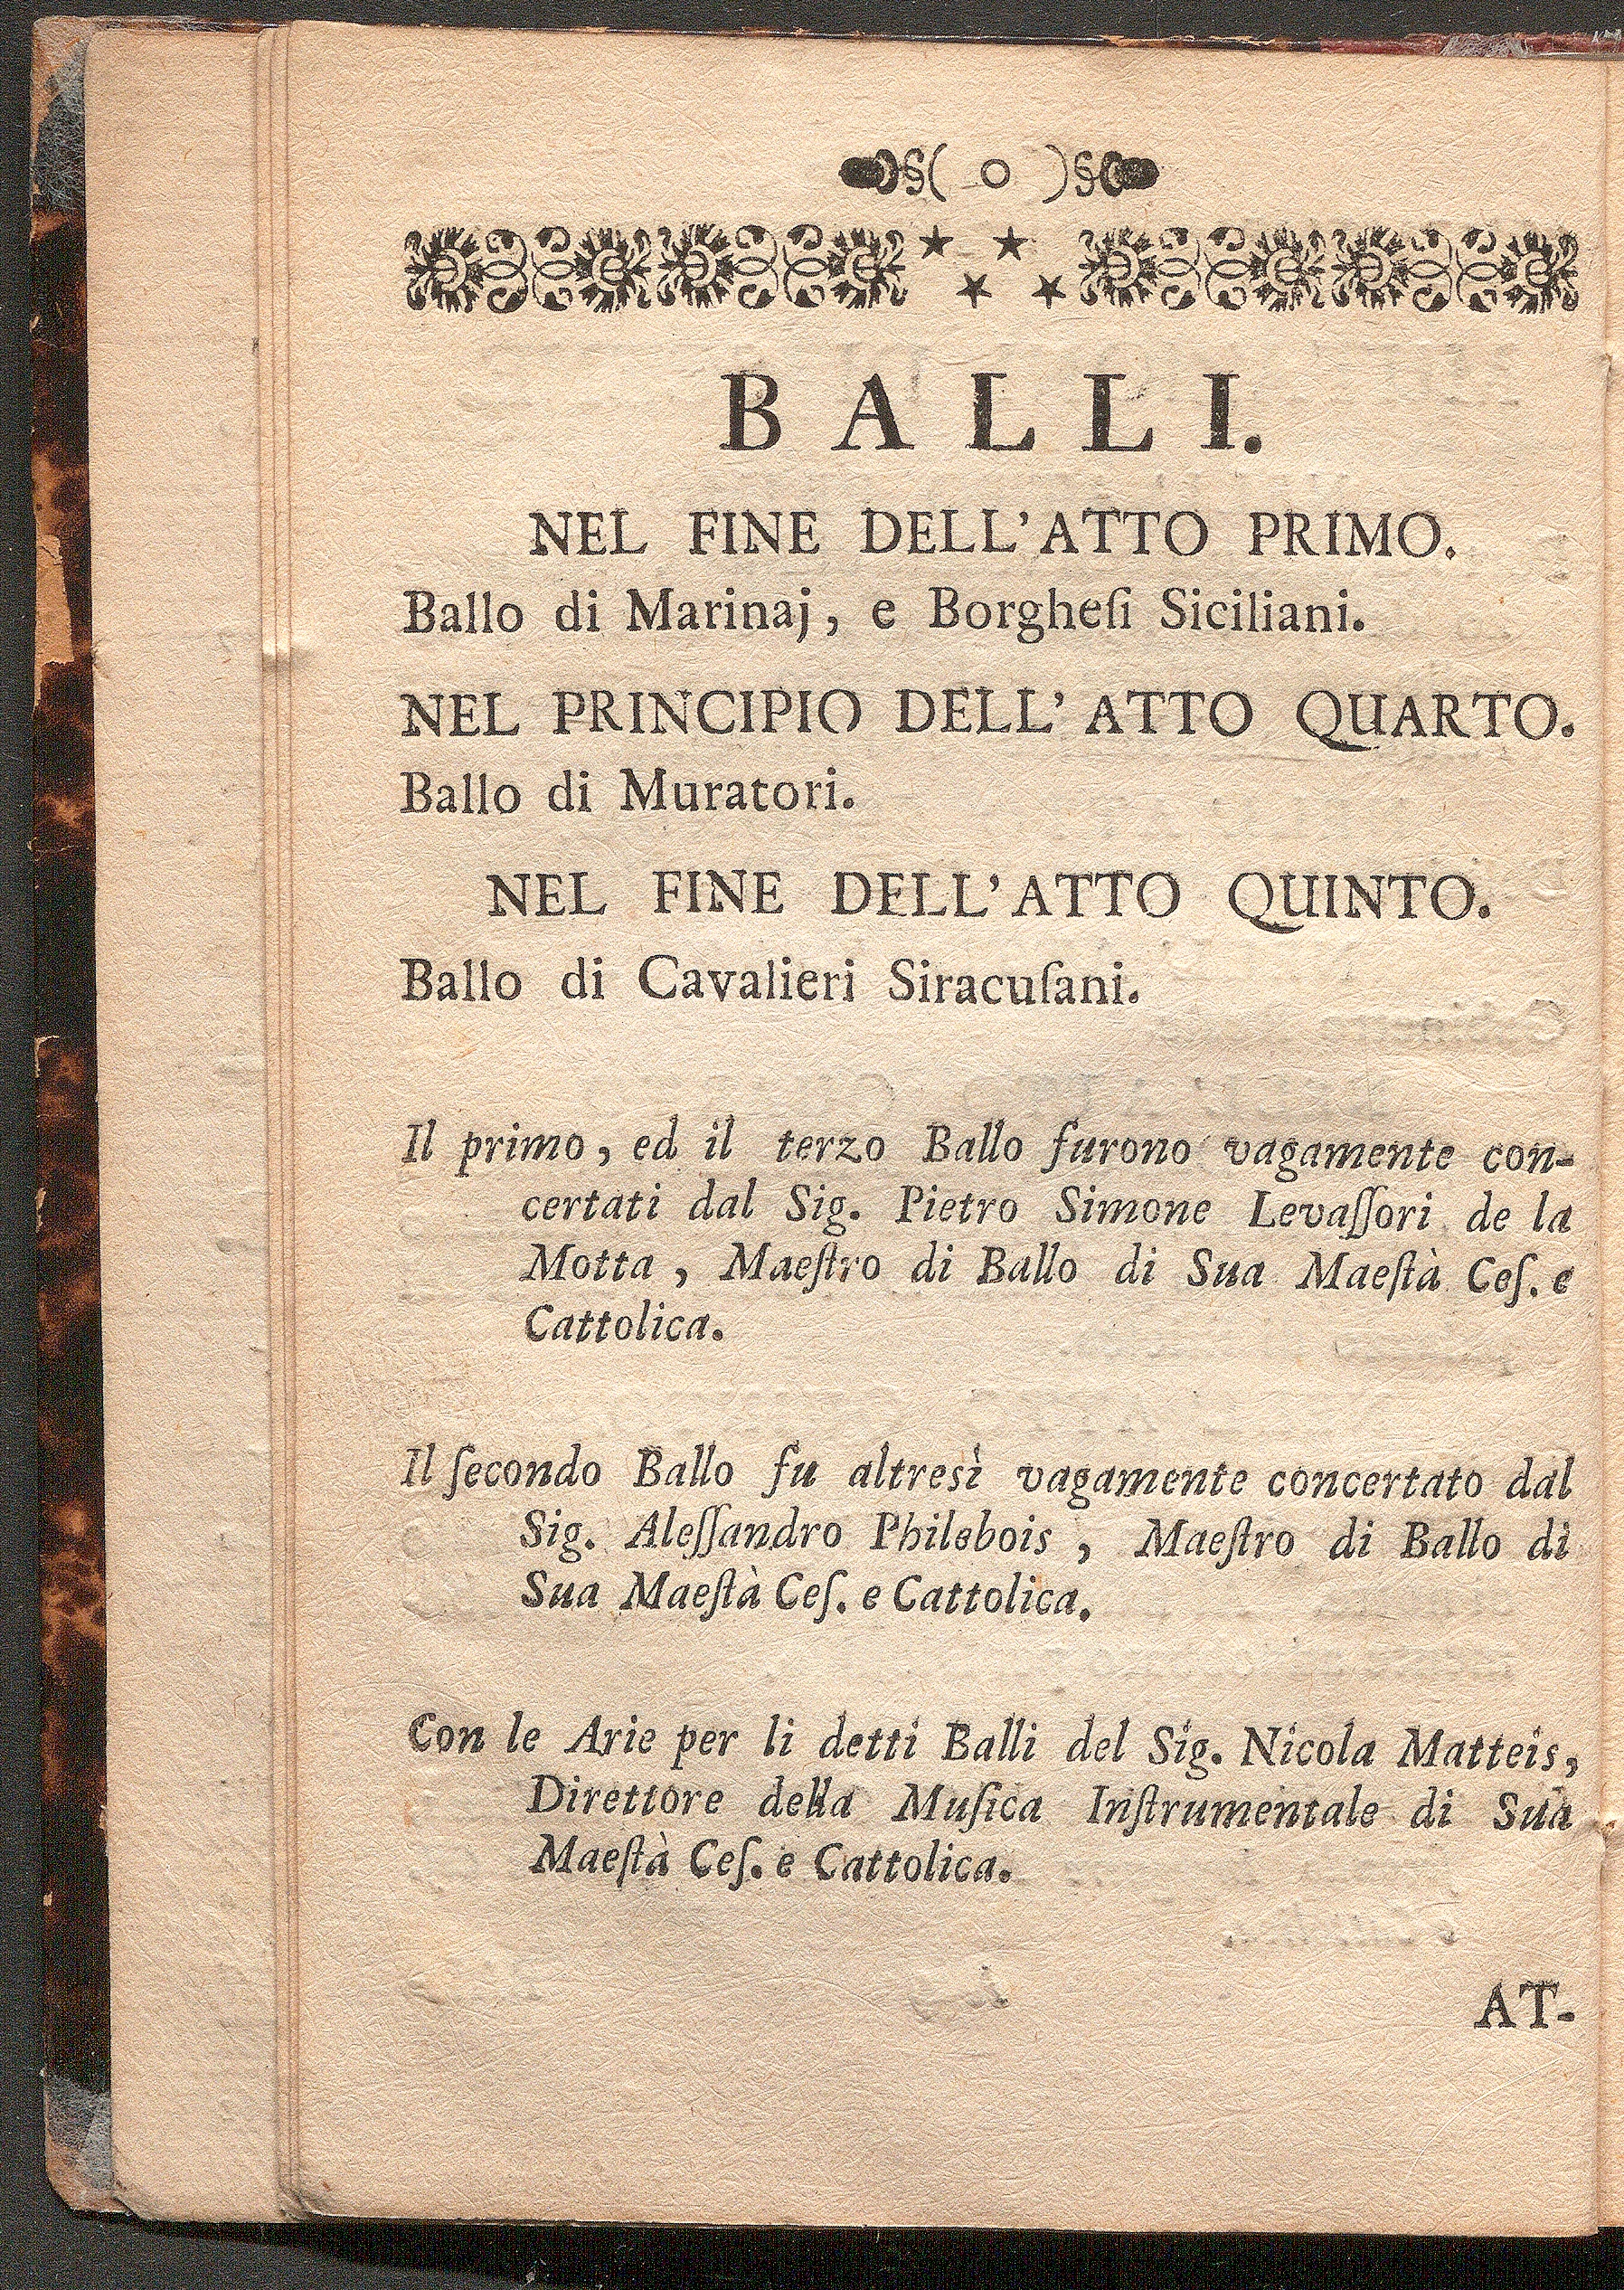 §( o )§
BALLI.
NEL FINE DELL'ATTO PRIMO.
Ballo di Marinaj, e Borgheſi Siciliani.
NEL PRINCIPIO DELL' ATTO QUARTO.
Ballo di Muratori.
NEL FINE DELL'ATTO QUINTO.
Ballo di Cavalieri Siracuſani.
Il primo, ed il terzo Ballo furono vagamente con-
certati dal Sig. Pietro Simone Levaſſori de la
Motta, Maeſtro di Ballo di Sua Maeſtà Ceſ. e
Cattolica.
Il ſecondo Ballo fu altresì vagamente concertato dal
Sig. Aleſſandro Philebois, Maeſtro di Ballo di
Sua Maeſtà Ceſ. e Cattolica.
Con le Arie per li detti Balli del Sig. Nicola Matteis,
Direttore della Muſica Inſtrumentale di Sua
Maeſtà Ceſ. e Cattolica.
AT-